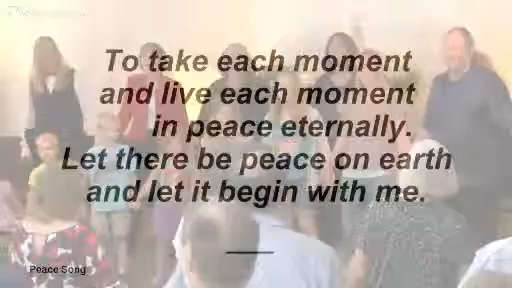 To take each moment
and live each moment
in peace eternally.
Let there be peace on earth
and let it begin with me.
Peace Song